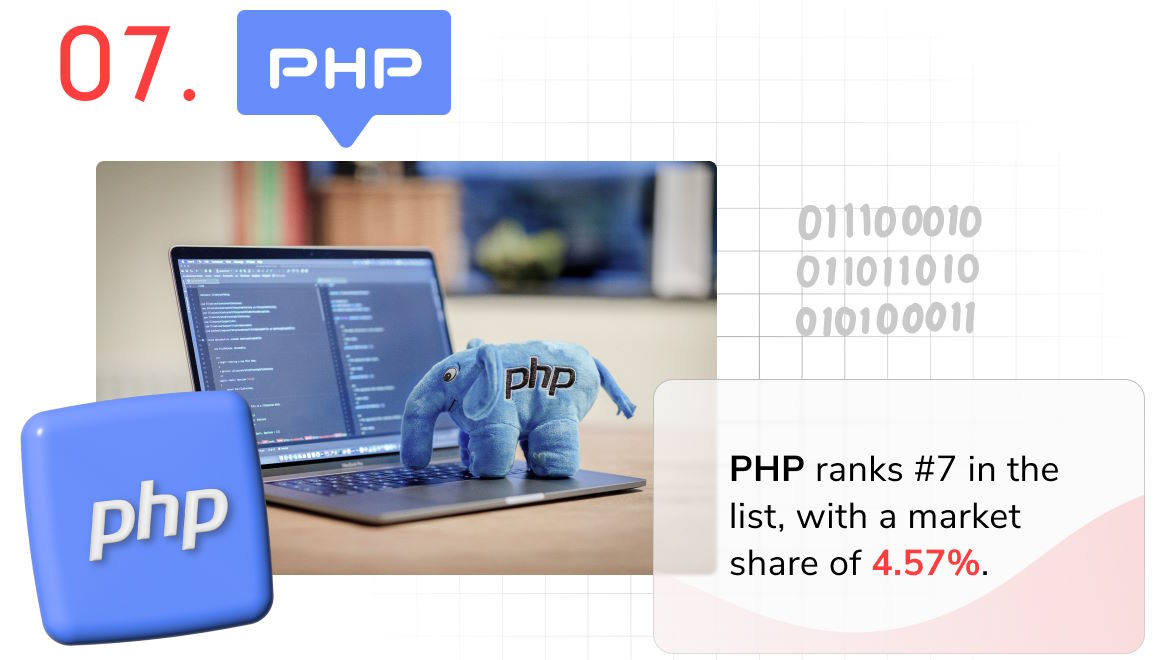 07.
PHP
011100010
011011010
010100011
php
php
PHP ranks #7 in the
list, with a market
share of 4.57%.